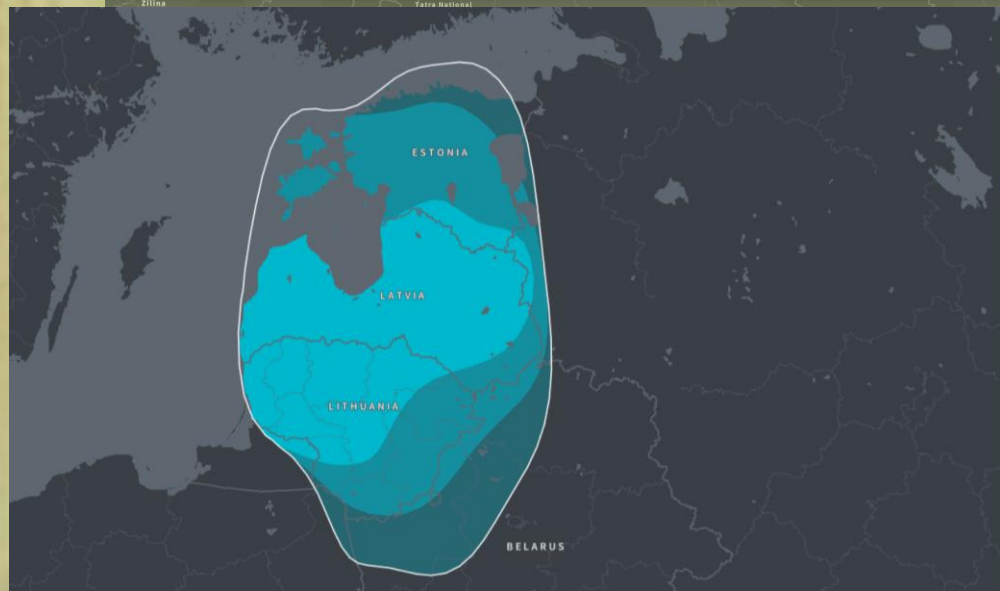 Zilina
Tatra National
ESTONIA
LATVIA
LITHUANIA
BELARUS